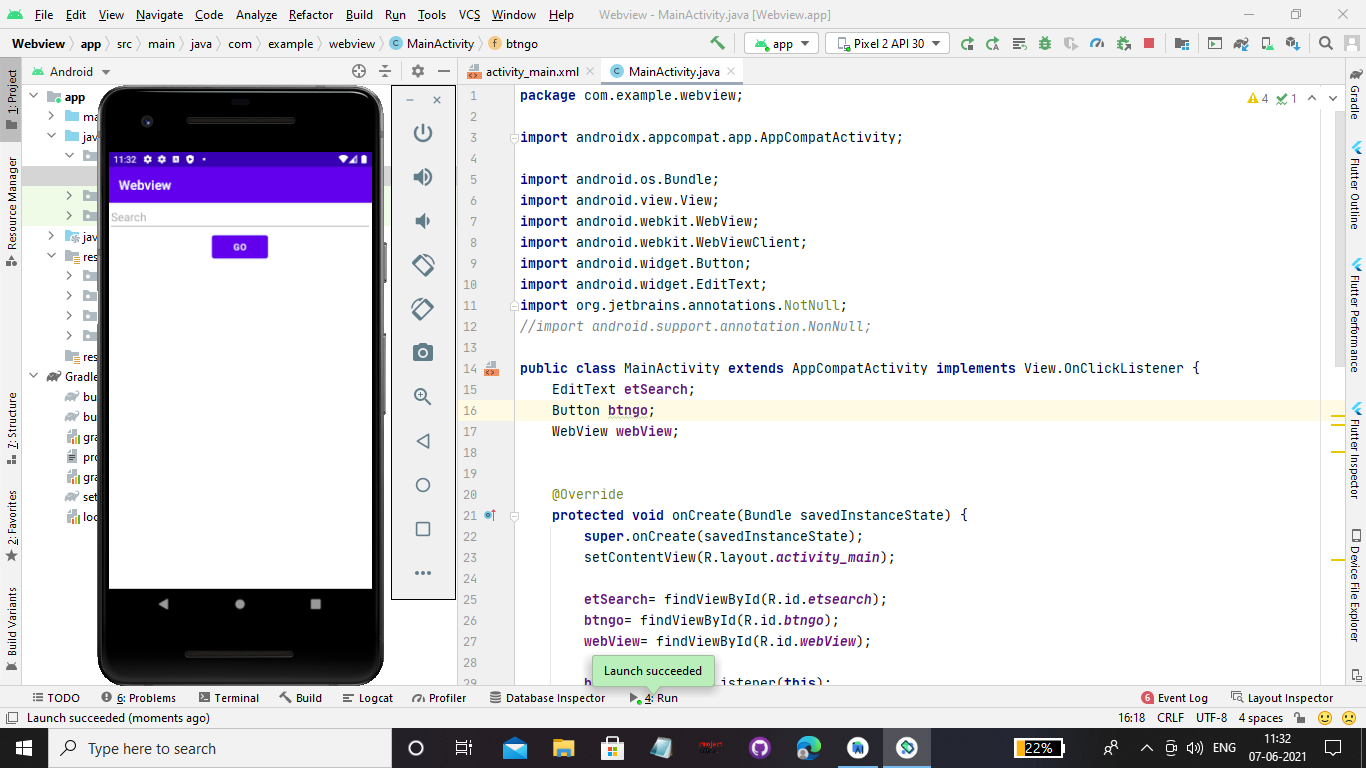 File Edit View Navigate Code Analyze Refactor Build Run Tools VCS Window Help Webview - MainActivity.java [Webview.app]
Webview app src main java com example webview MainActivity btngo app Pixel 2 API 30
Android
activity_main.xml MainActivity.java
1: Project
Resource Manager
7: Structure
2: Favorites
Build Variants
app
ma
jav
jav
res
res
Gradle
bu
bu
gra
pro
gra
set
loc
11:32
Webview
Search
GO
4 1
1 package com.example.webview;
2
3 import androidx.appcompat.app.AppCompatActivity;
4
5 import android.os.Bundle;
6 import android.view.View;
7 import android.webkit.WebView;
8 import android.webkit.WebViewClient;
9 import android.widget.Button;
10 import android.widget.EditText;
11 import org.jetbrains.annotations.NotNull;
12 //import android.support.annotation.NonNull;
13
14 public class MainActivity extends AppCompatActivity implements View.OnClickListener {
15 EditText etSearch;
16 Button btngo;
17 WebView webView;
18
19
20 @Override
21 protected void onCreate(Bundle savedInstanceState) {
22 super.onCreate(savedInstanceState);
23 setContentView(R.layout.activity_main);
24
25 etSearch= findViewById(R.id.etsearch);
26 btngo= findViewById(R.id.btngo);
27 webView= findViewById(R.id.webView);
28
29 istener(this);
Launch succeeded
Gradle
Flutter Outline
Flutter Performance
Flutter Inspector
Device File Explorer
TODO 6: Problems Terminal Build Logcat Profiler Database Inspector 4: Run 6 Event Log Layout Inspector
Launch succeeded (moments ago) 16:18 CRLF UTF-8 4 spaces
Type here to search 22% ENG 11:32
07-06-2021